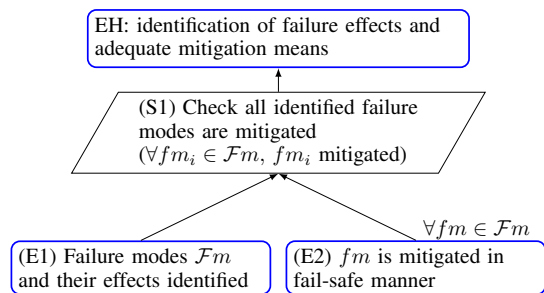 EH: identification of failure effects and
adequate mitigation means
(S1) Check all identified failure
modes are mitigated
(∀fm_i ∈ ℱm, fm_i mitigated)
∀fm ∈ ℱm
(E1) Failure modes ℱm
and their effects identified
(E2) fm is mitigated in
fail-safe manner